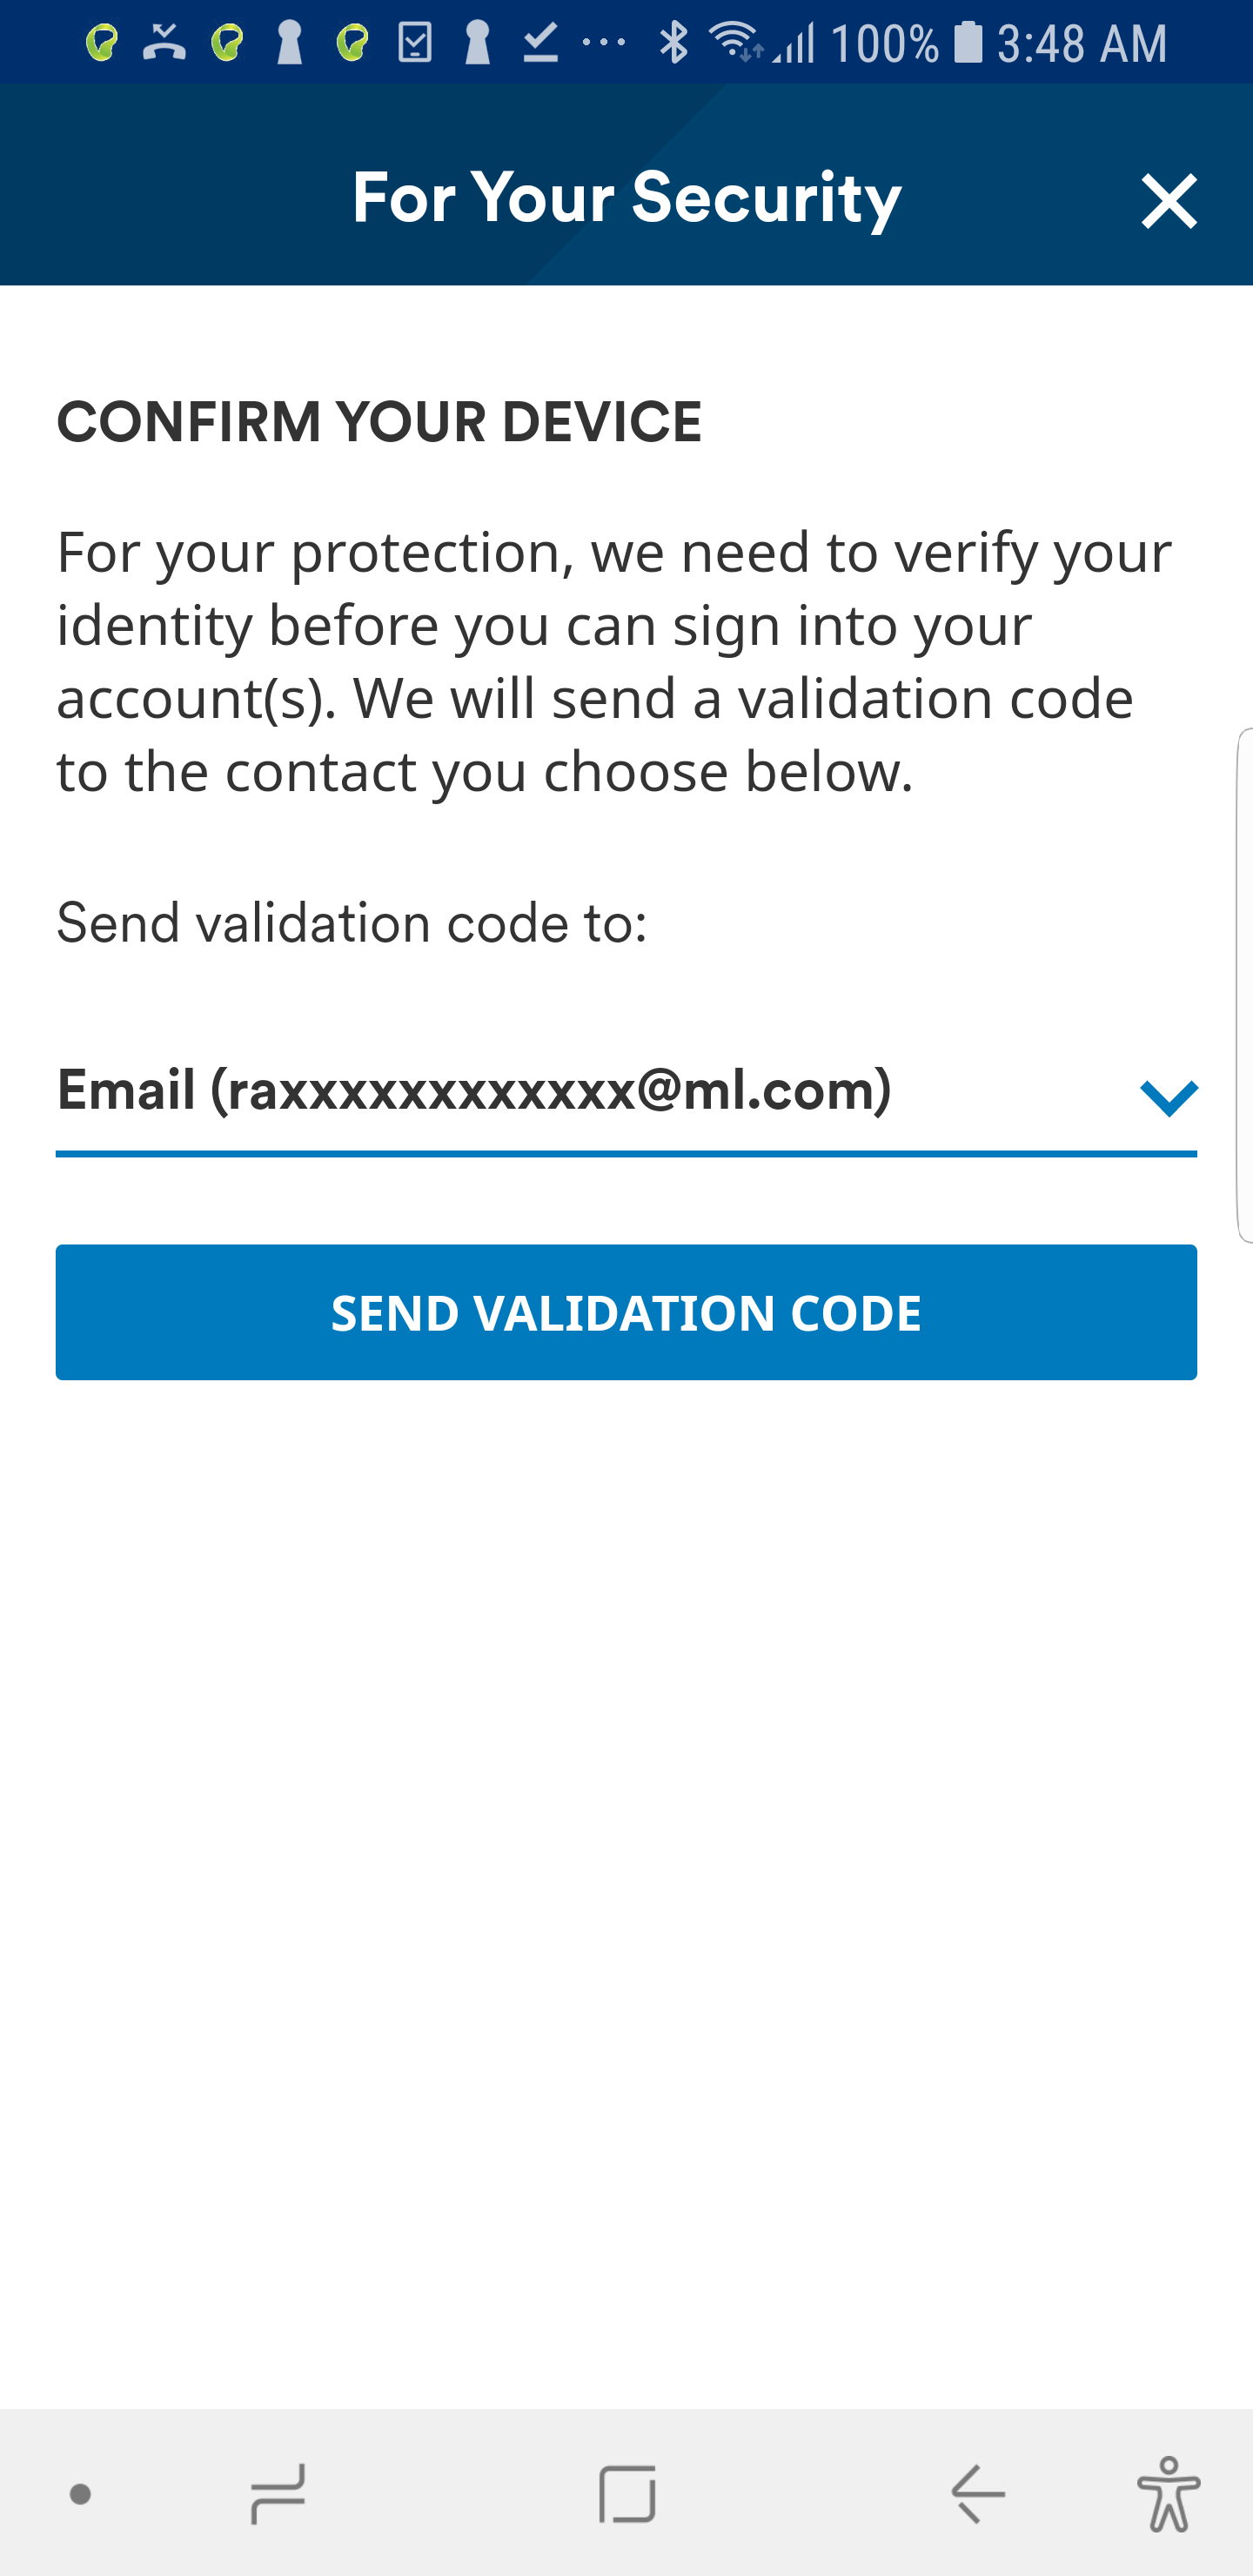 100% 3:48 AM
For Your Security
CONFIRM YOUR DEVICE
For your protection, we need to verify your
identity before you can sign into your
account(s). We will send a validation code
to the contact you choose below.
Send validation code to:
Email (raxxxxxxxxxxxx@ml.com)
SEND VALIDATION CODE